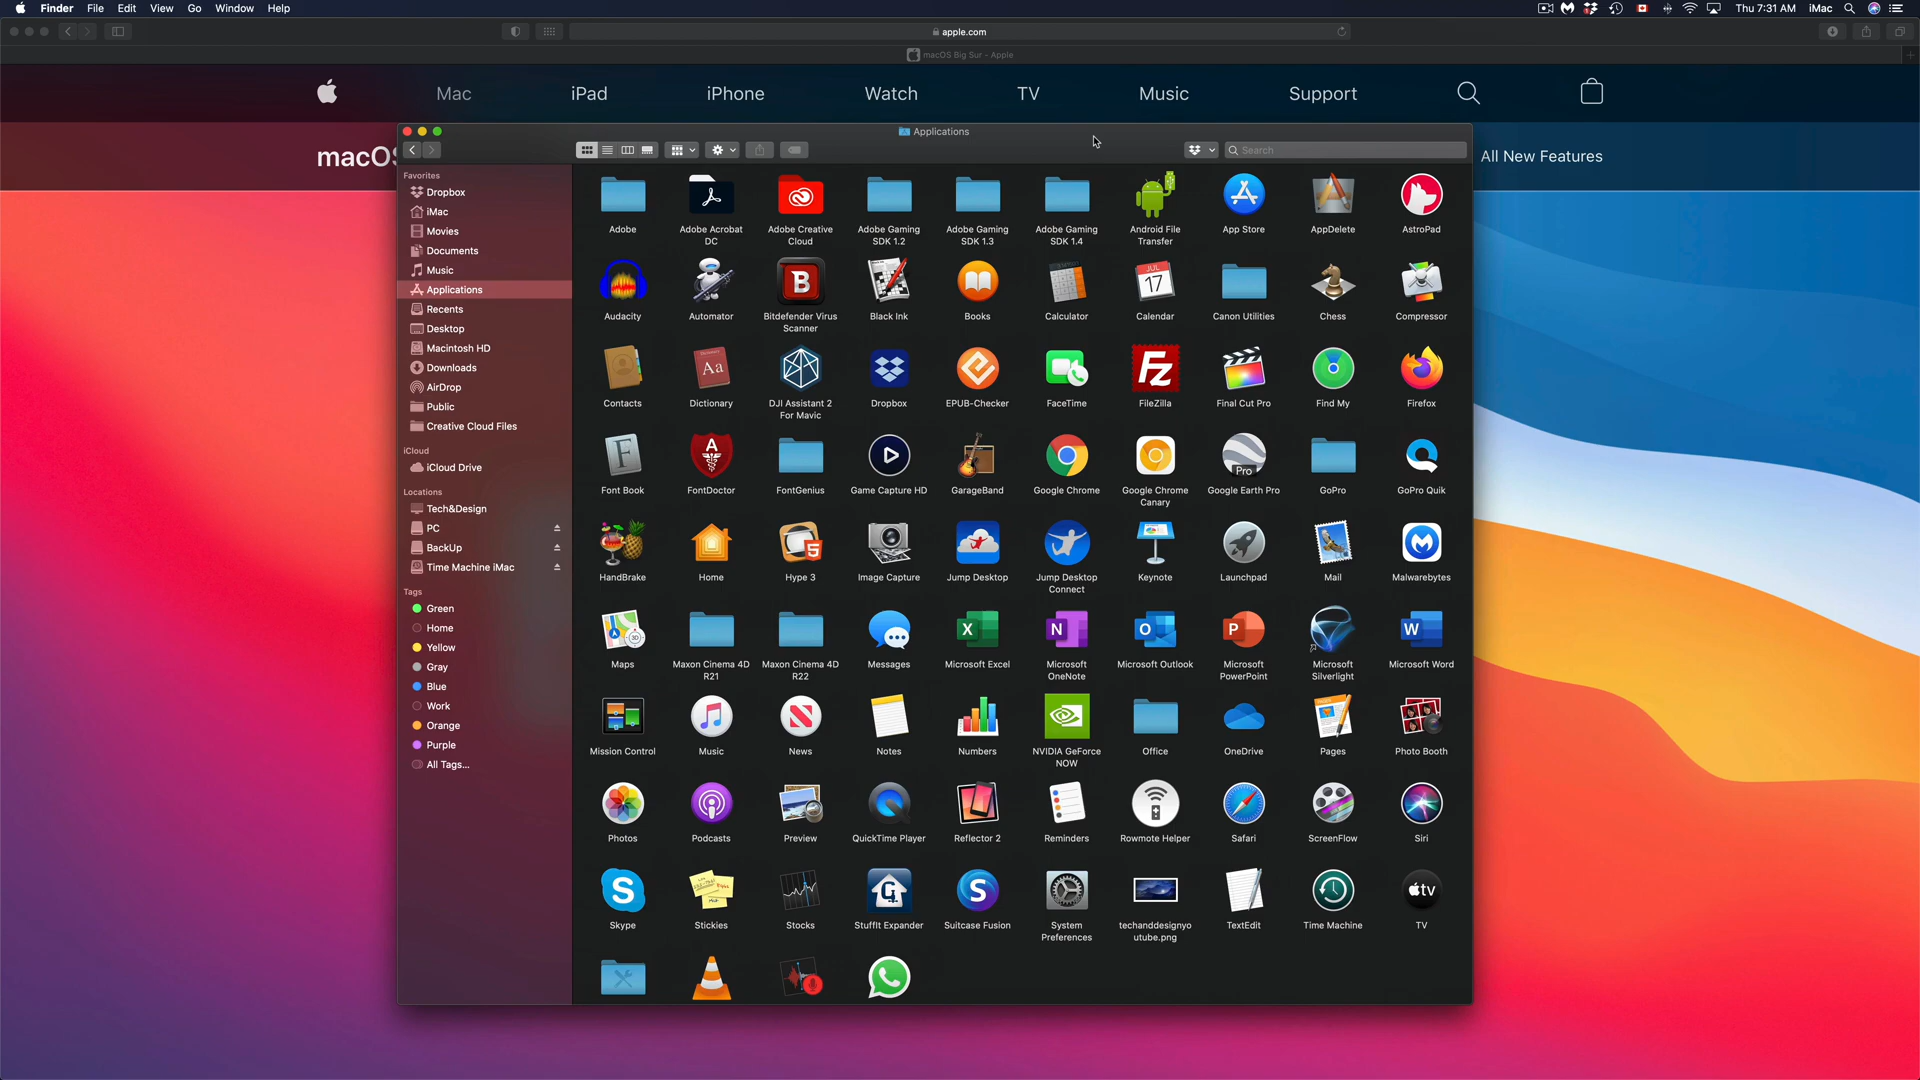 Finder File Edit View Go Window Help Thu 7:31 AM iMac
apple.com
macOS Big Sur - Apple
Mac iPad iPhone Watch TV Music Support
macOS All New Features
Applications
Search
Favorites
Dropbox
iMac
Movies
Documents
Music
Applications
Recents
Desktop
Macintosh HD
Downloads
AirDrop
Public
Creative Cloud Files
iCloud
iCloud Drive
Locations
Tech&Design
PC
BackUp
Time Machine iMac
Tags
Green
Home
Yellow
Gray
Blue
Work
Orange
Purple
All Tags...
Adobe
Adobe Acrobat
DC
Adobe Creative
Cloud
Adobe Gaming
SDK 1.2
Adobe Gaming
SDK 1.3
Adobe Gaming
SDK 1.4
Android File
Transfer
App Store
AppDelete
AstroPad
B
JUL
17
Audacity
Automator
Bitdefender Virus
Scanner
Black Ink
Books
Calculator
Calendar
Canon Utilities
Chess
Compressor
Aa
Fz
Contacts
Dictionary
DJI Assistant 2
For Mavic
Dropbox
EPUB-Checker
FaceTime
FileZilla
Final Cut Pro
Find My
Firefox
F
A
Pro
Font Book
FontDoctor
FontGenius
Game Capture HD
GarageBand
Google Chrome
Google Chrome
Canary
Google Earth Pro
GoPro
GoPro Quik
5
HandBrake
Home
Hype 3
Image Capture
Jump Desktop
Jump Desktop
Connect
Keynote
Launchpad
Mail
Malwarebytes
3D
X
N
O
P
W
Maps
Maxon Cinema 4D
R21
Maxon Cinema 4D
R22
Messages
Microsoft Excel
Microsoft
OneNote
Microsoft Outlook
Microsoft
PowerPoint
Microsoft
Silverlight
Microsoft Word
Mission Control
Music
News
Notes
Numbers
NVIDIA GeForce
NOW
Office
OneDrive
Pages
Photo Booth
Photos
Podcasts
Preview
QuickTime Player
Reflector 2
Reminders
Rowmote Helper
Safari
ScreenFlow
Siri
S
S
tv
Skype
Stickies
Stocks
StuffIt Expander
Suitcase Fusion
System
Preferences
techanddesignyo
utube.png
TextEdit
Time Machine
TV